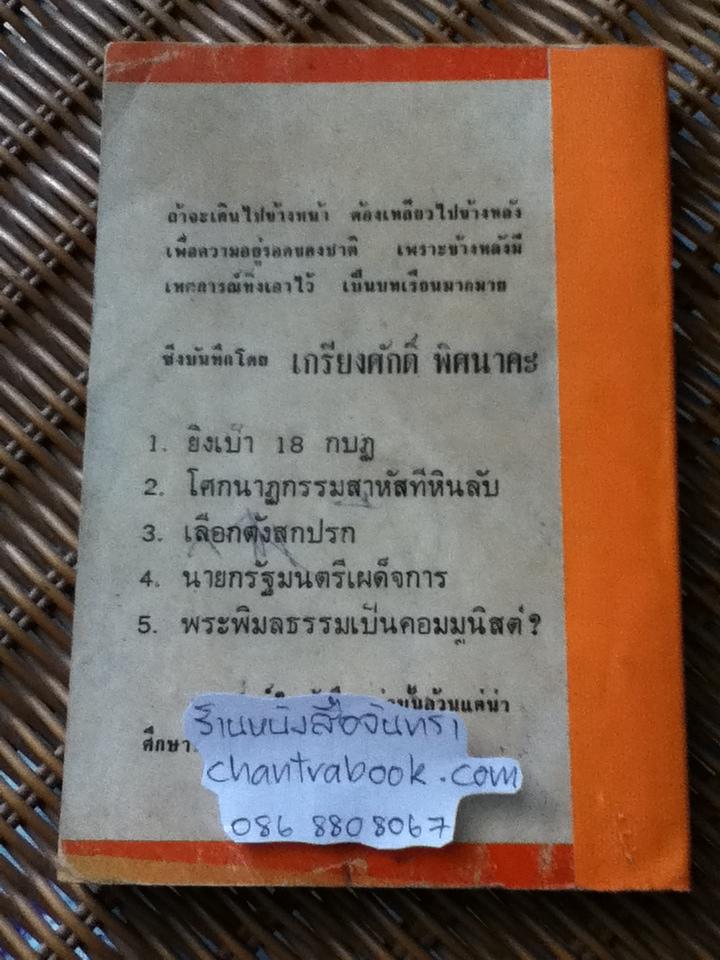 ถ้าจะเดินไปข้างหน้า ต้องเหลียวไปข้างหลัง
เพื่อความอยู่รอดของชาติ เพราะข้างหลังมี
เหตุการณ์ทิ้งเอาไว้ เป็นบทเรียนมากมาย
ซึ่งบันทึกโดย เกรียงศักดิ์ พิศนาคะ
1. ยิงเป้า 18 กบฏ
2. โศกนาฏกรรมสาหัสที่หินลับ
3. เลือกตั้งสกปรก
4. นายกรัฐมนตรีเผด็จการ
5. พระพิมลธรรมเป็นคอมมูนิสต์?
ล้วนแต่น่า
ศึกษา
ร้านหนังสือจันทรา
chantrabook.com
086 8808067